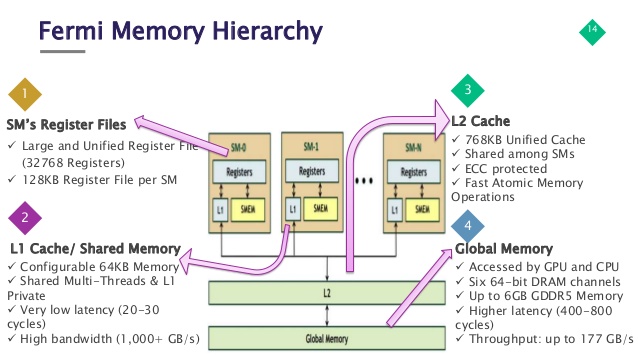 Fermi Memory Hierarchy
14
1
SM's Register Files
✓ Large and Unified Register File
(32768 Registers)
✓ 128KB Register File per SM
2
L1 Cache/ Shared Memory
✓ Configurable 64KB Memory
✓ Shared Multi-Threads & L1
Private
✓ Very low latency (20-30
cycles)
✓ High bandwidth (1,000+ GB/s)
SM-0
Registers
L1
SMEM
SM-1
Registers
L1
SMEM
SM-N
Registers
L1
SMEM
L2
Global Memory
3
L2 Cache
✓ 768KB Unified Cache
✓ Shared among SMs
✓ ECC protected
✓ Fast Atomic Memory
Operations
4
Global Memory
✓ Accessed by GPU and CPU
✓ Six 64-bit DRAM channels
✓ Up to 6GB GDDR5 Memory
✓ Higher latency (400-800
cycles)
✓ Throughput: up to 177 GB/s